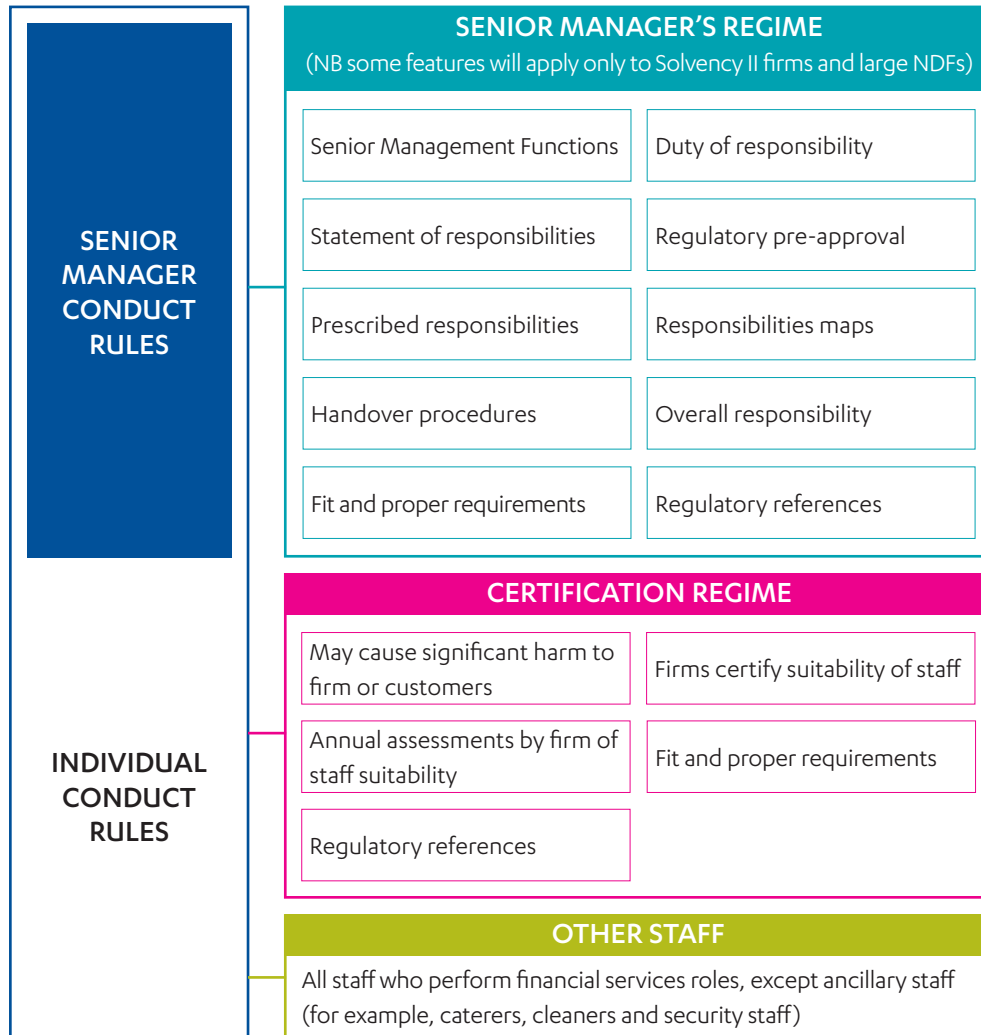 SENIOR
MANAGER
CONDUCT
RULES
SENIOR MANAGER'S REGIME
(NB some features will apply only to Solvency II firms and large NDFs)
Senior Management Functions
Duty of responsibility
Statement of responsibilities
Regulatory pre-approval
Prescribed responsibilities
Responsibilities maps
Handover procedures
Overall responsibility
Fit and proper requirements
Regulatory references
INDIVIDUAL
CONDUCT
RULES
CERTIFICATION REGIME
May cause significant harm to
firm or customers
Firms certify suitability of staff
Annual assessments by firm of
staff suitability
Fit and proper requirements
Regulatory references
OTHER STAFF
All staff who perform financial services roles, except ancillary staff
(for example, caterers, cleaners and security staff)